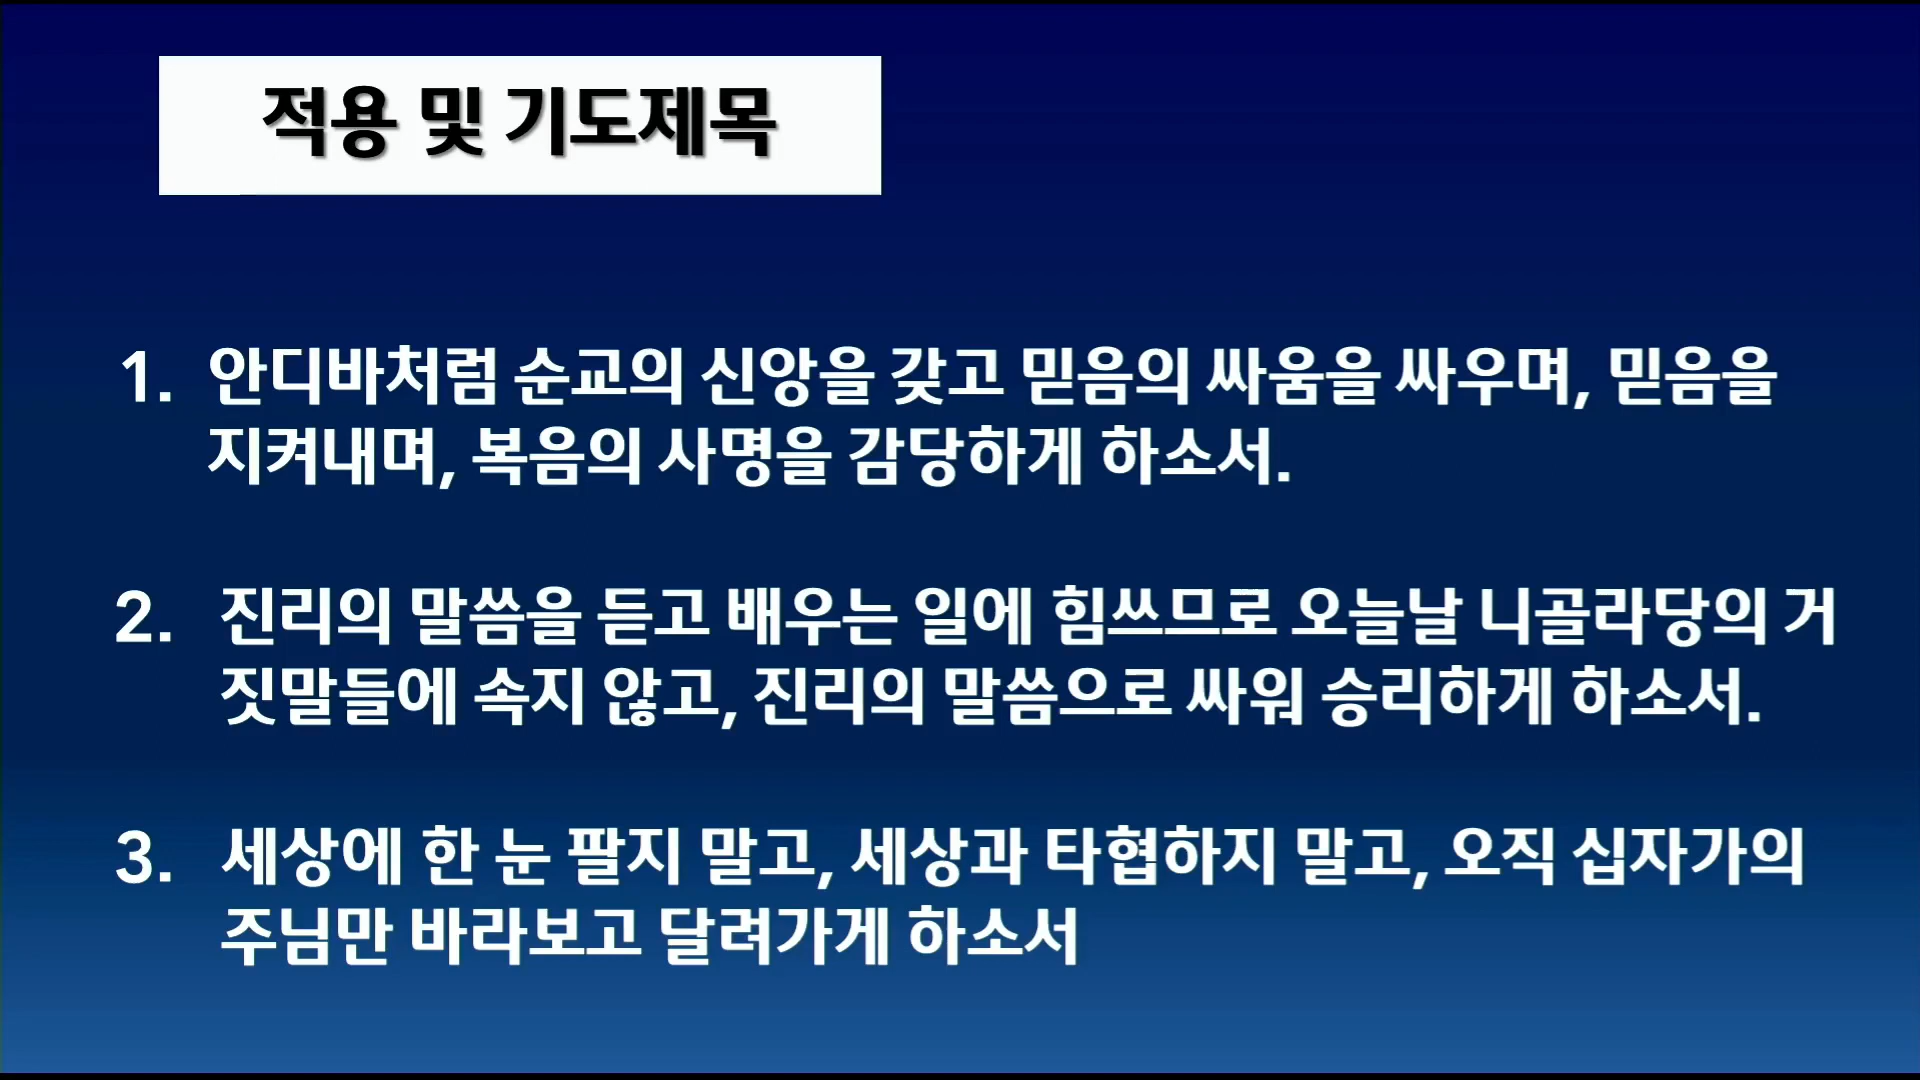 적용 및 기도제목
1. 안디바처럼 순교의 신앙을 갖고 믿음의 싸움을 싸우며, 믿음을
지켜내며, 복음의 사명을 감당하게 하소서.
2. 진리의 말씀을 듣고 배우는 일에 힘쓰므로 오늘날 니골라당의 거
짓말들에 속지 않고, 진리의 말씀으로 싸워 승리하게 하소서.
3. 세상에 한 눈 팔지 말고, 세상과 타협하지 말고, 오직 십자가의
주님만 바라보고 달려가게 하소서